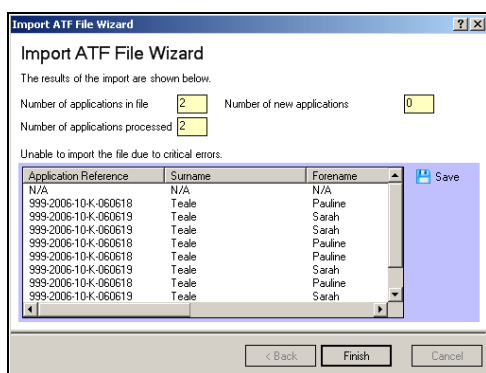 Import ATF File Wizard
Import ATF File Wizard
The results of the import are shown below.
Number of applications in file 2 Number of new applications 0
Number of applications processed 2
Unable to import the file due to critical errors.
Application Reference Surname Forename Save
N/A N/A N/A
999-2006-10-K-060618 Teale Pauline
999-2006-10-K-060619 Teale Sarah
999-2006-10-K-060619 Teale Sarah
999-2006-10-K-060618 Teale Pauline
999-2006-10-K-060618 Teale Pauline
999-2006-10-K-060619 Teale Sarah
999-2006-10-K-060618 Teale Pauline
999-2006-10-K-060619 Teale Sarah
< Back Finish Cancel